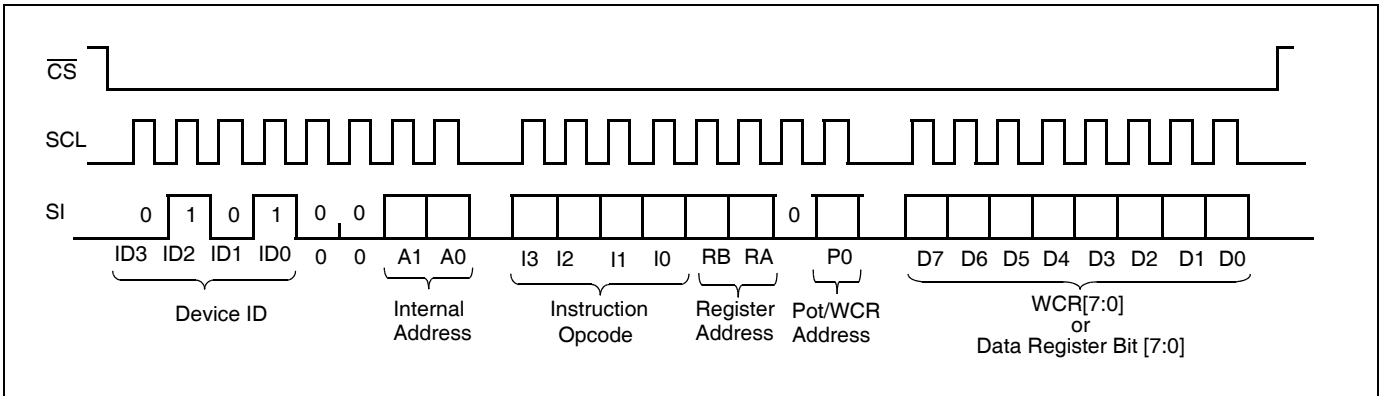 CS
SCL
SI
0 1 0 1 0 0 0
ID3 ID2 ID1 ID0 0 0 A1 A0 I3 I2 I1 I0 RB RA P0 D7 D6 D5 D4 D3 D2 D1 D0
Device ID
Internal
Address
Instruction
Opcode
Register
Address
Pot/WCR
Address
WCR[7:0]
or
Data Register Bit [7:0]